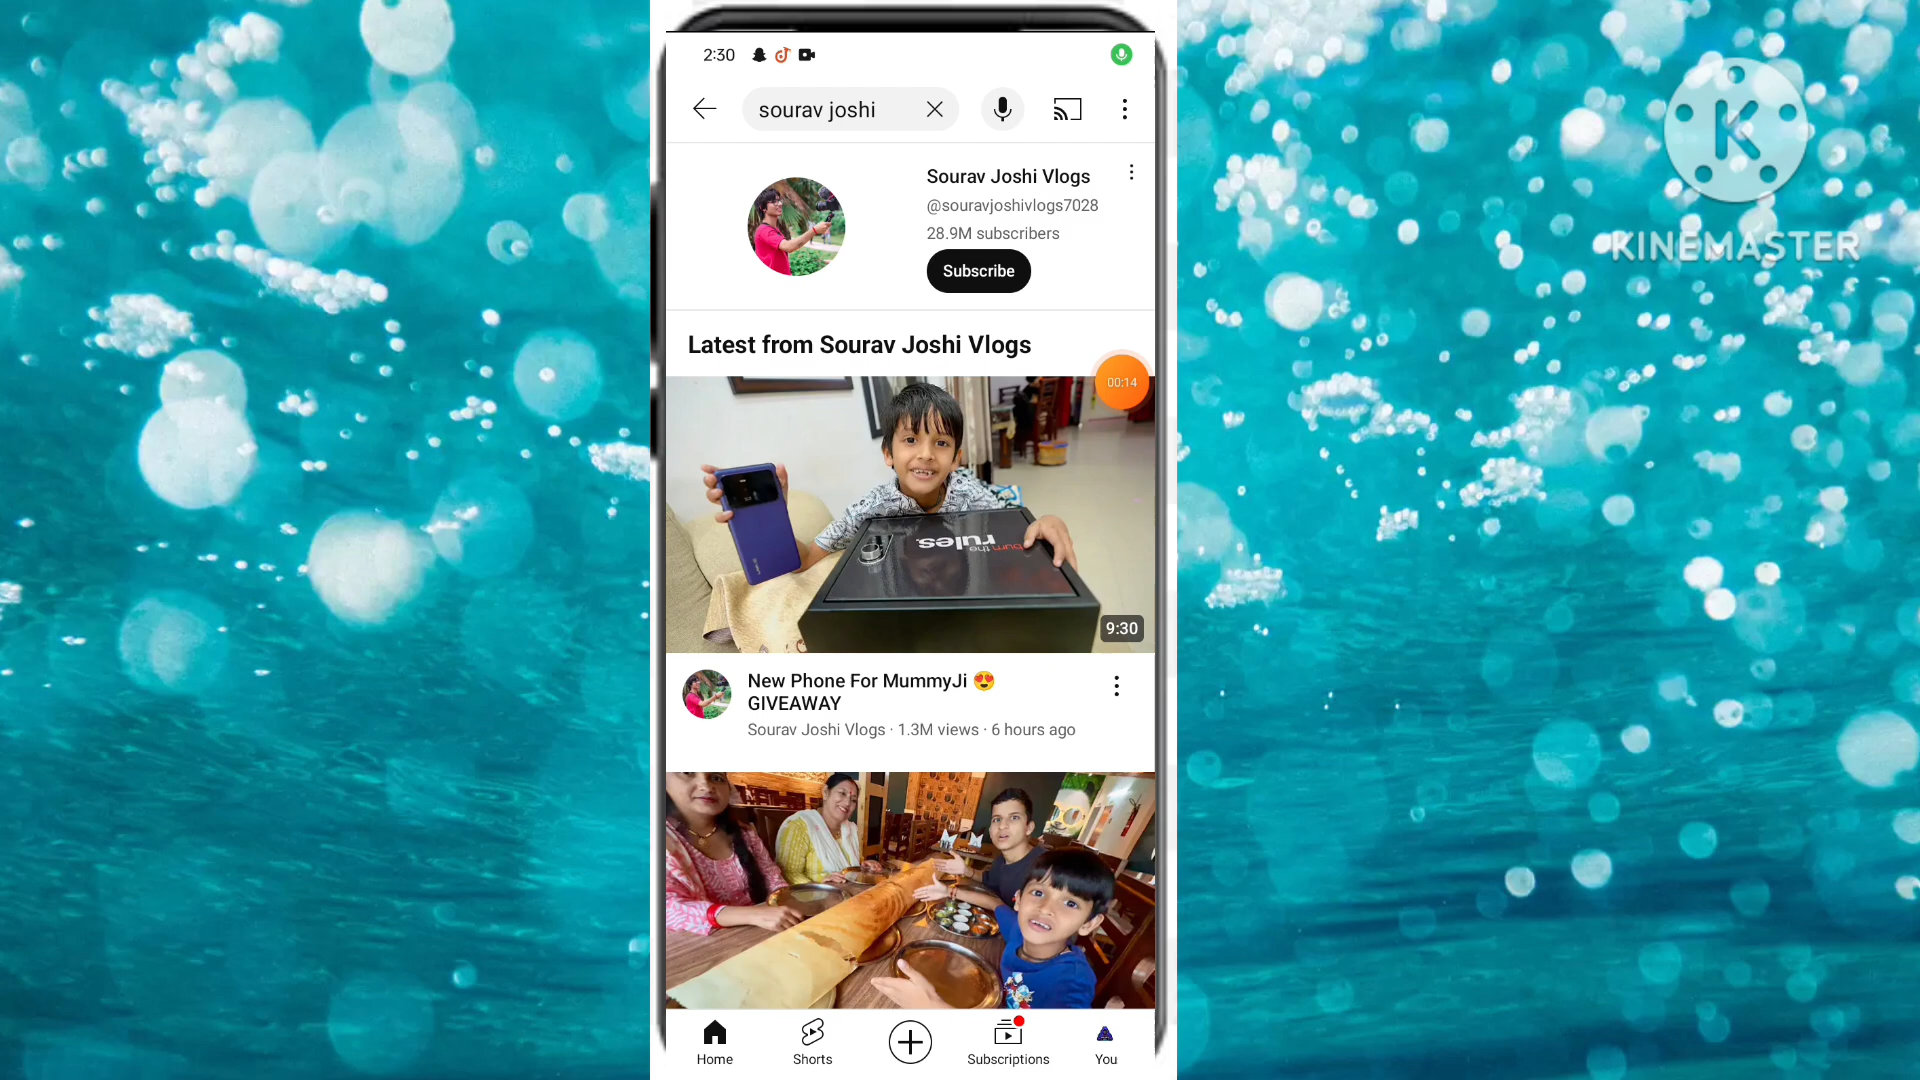 2:30
sourav joshi
KINEMASTER
Sourav Joshi Vlogs
@souravjoshivlogs7028
28.9M subscribers
Subscribe
Latest from Sourav Joshi Vlogs
00:14
burn the
rules.
9:30
New Phone For MummyJi 😍
GIVEAWAY
Sourav Joshi Vlogs · 1.3M views · 6 hours ago
Home
Shorts
Subscriptions
You